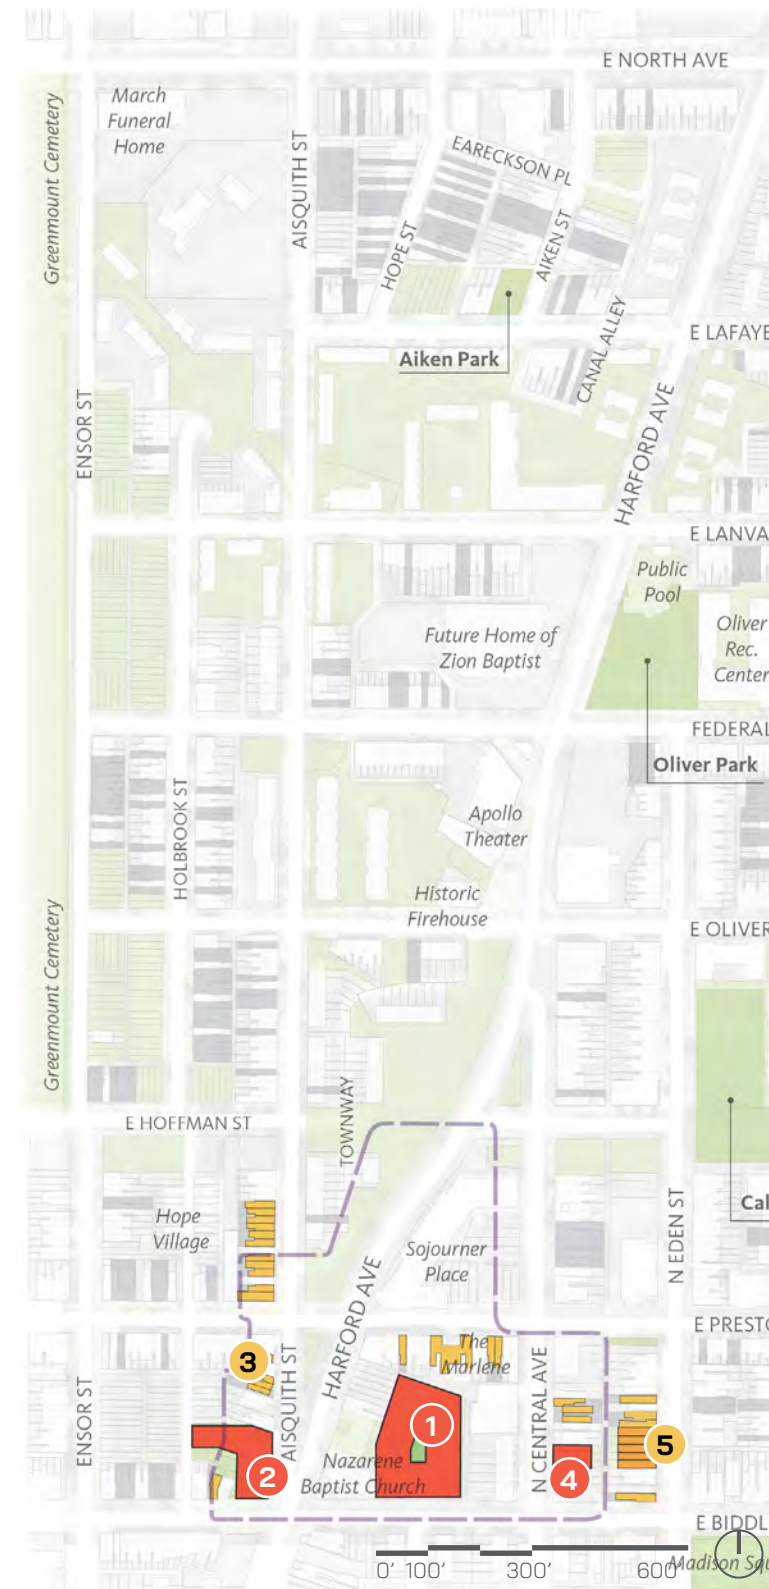 E NORTH AVE
March
Funeral
Home
Greenmount Cemetery
AISQUITH ST
EARECKSON PL
HOPE ST
AIKEN ST
CANAL ALLEY
E LAFAYE
Aiken Park
ENSOR ST
HARFORD AVE
E LANVA
Public
Pool
Oliver
Rec.
Center
Future Home of
Zion Baptist
FEDERAL
Oliver Park
HOLBROOK ST
Apollo
Theater
Historic
Firehouse
E OLIVER
Greenmount Cemetery
TOWNWAY
E HOFFMAN ST
Cal
N EDEN ST
Hope
Village
Sojourner
Place
HARFORD AVE
E PRESTO
The
Marlene
3
AISQUITH ST
N CENTRAL AVE
ENSOR ST
1
5
2
Nazarene
Baptist Church
4
E BIDDL
0' 100' 300' 600'
Madison Squ